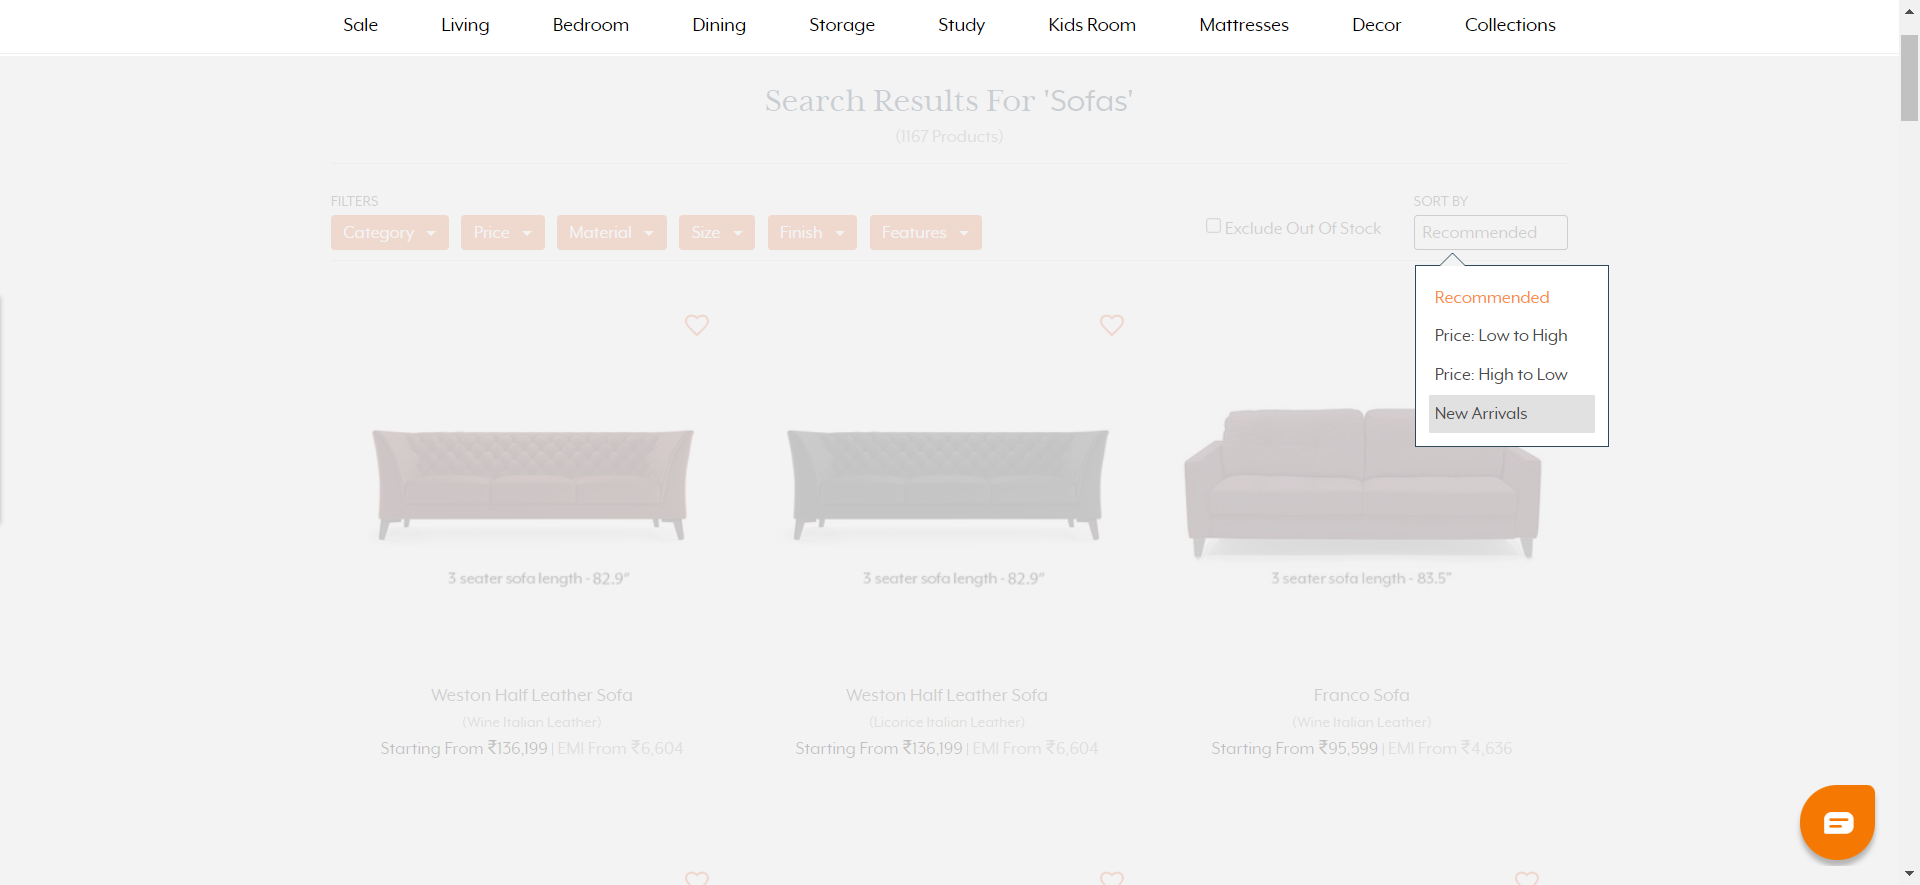 Sale Living Bedroom Dining Storage Study Kids Room Mattresses Decor Collections
Search Results For 'Sofas'
(1167 Products)
FILTERS
Category Price Material Size Finish Features
Exclude Out Of Stock
SORT BY
Recommended
Recommended
Price: Low to High
Price: High to Low
New Arrivals
3 seater sofa length - 82.9"
3 seater sofa length - 82.9"
3 seater sofa length - 83.5"
Weston Half Leather Sofa
(Wine Italian Leather)
Starting From ₹136,199 | EMI From ₹6,604
Weston Half Leather Sofa
(Licorice Italian Leather)
Starting From ₹136,199 | EMI From ₹6,604
Franco Sofa
(Wine Italian Leather)
Starting From ₹95,599 | EMI From ₹4,636